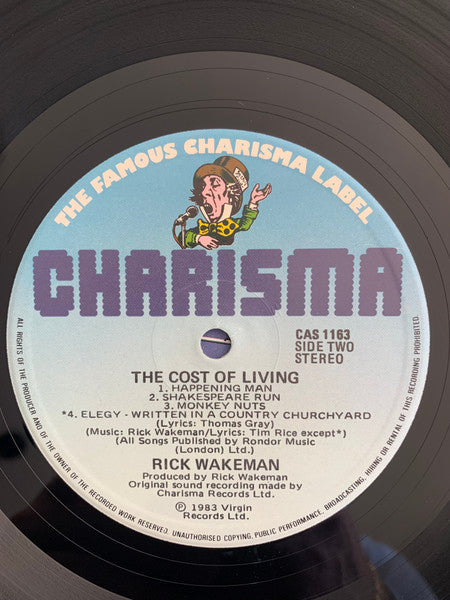 THE FAMOUS CHARISMA LABEL
CHARISMA
CAS 1163
SIDE TWO
STEREO
THE COST OF LIVING
1. HAPPENING MAN
2. SHAKESPEARE RUN
3. MONKEY NUTS
*4. ELEGY - WRITTEN IN A COUNTRY CHURCHYARD
(Lyrics: Thomas Gray)
(Music: Rick Wakeman/Lyrics: Tim Rice except*)
(All Songs Published by Rondor Music
(London) Ltd.)
RICK WAKEMAN
Produced by Rick Wakeman
Original sound recording made by
Charisma Records Ltd.
℗ 1983 Virgin
Records Ltd.
ALL RIGHTS OF THE PRODUCER AND OF THE OWNER OF THE RECORDED WORK RESERVED. UNAUTHORISED COPYING, PUBLIC PERFORMANCE, BROADCASTING, HIRING OR RENTAL OF THIS RECORD PROHIBITED.